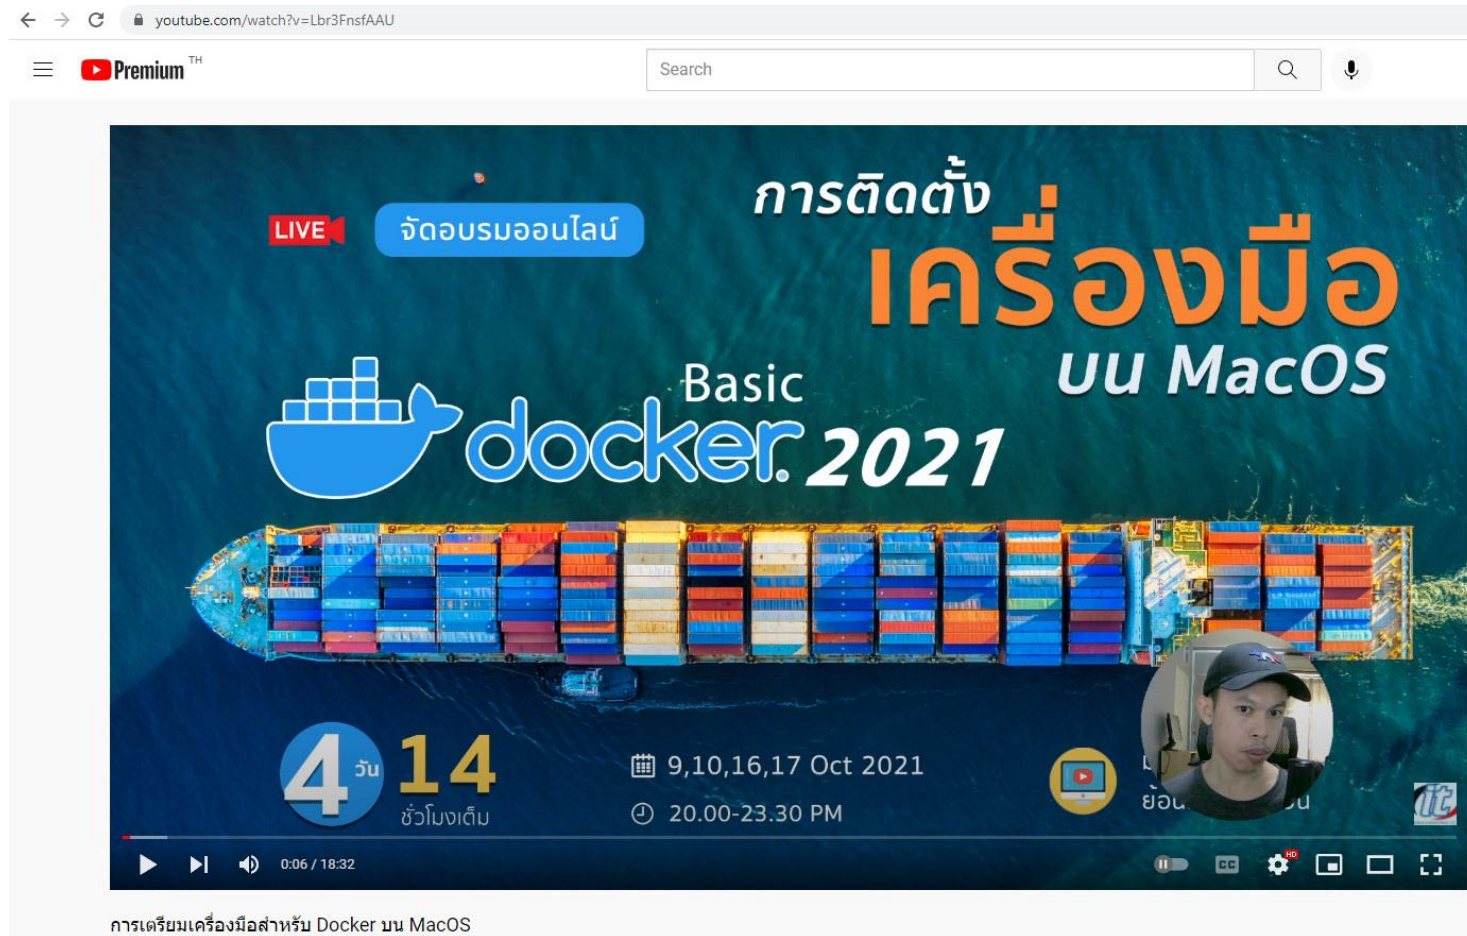 youtube.com/watch?v=Lbr3FnsfAAU
Premium TH
Search
LIVE
จัดอบรมออนไลน์
การติดตั้ง
เครื่องมือ
บน MacOS
Basic
docker 2021
4 วัน
14
ชั่วโมงเต็ม
9,10,16,17 Oct 2021
20.00-23.30 PM
itc
0:06 / 18:32
CC
HD
การเตรียมเครื่องมือสำหรับ Docker บน MacOS